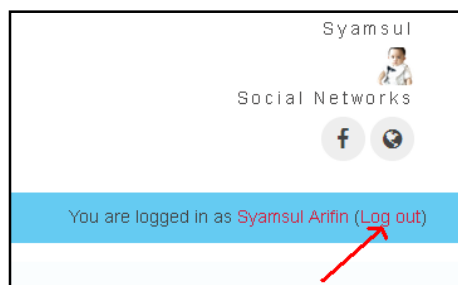 Syamsul
Social Networks
You are logged in as Syamsul Arifin (Log out)